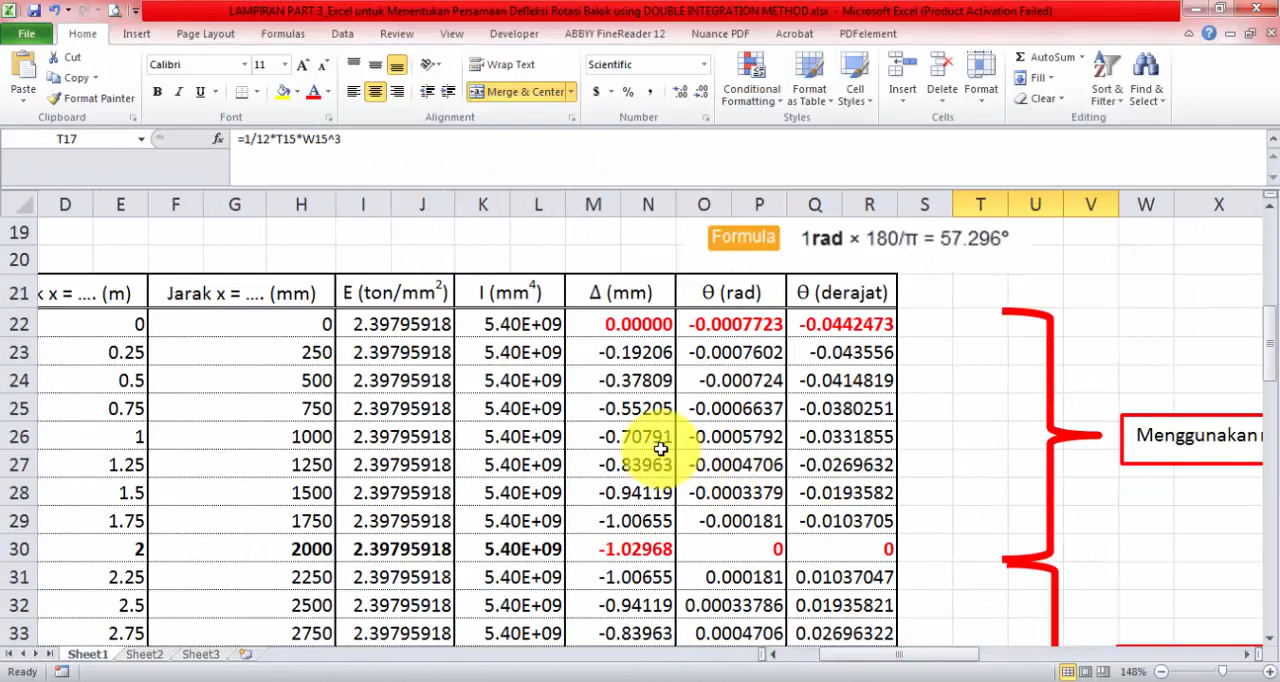 LAMPIRAN PART 3_Excel untuk Menentukan Persamaan Defleksi Rotasi Balok using DOUBLE INTEGRATION METHOD.xlsx - Microsoft Excel (Product Activation Failed)
File Home Insert Page Layout Formulas Data Review View Developer ABBYY FineReader 12 Nuance PDF Acrobat PDFelement
Paste Cut Copy Format Painter Clipboard
Calibri 11 B I U A Font
Wrap Text Merge & Center Alignment
Scientific $ % , Number
Conditional Formatting Format as Table Cell Styles Styles
Insert Delete Format Cells
Σ AutoSum Fill Clear Sort & Filter Find & Select Editing
T17 fx =1/12*T15*W15^3
D E F G H I J K L M N O P Q R S T U V W X
19 Formula 1rad × 180/π = 57.296°
20
21 k x = .... (m) Jarak x = .... (mm) E (ton/mm²) I (mm⁴) Δ (mm) Θ (rad) Θ (derajat)
22 0 0 2.39795918 5.40E+09 0.00000 -0.0007723 -0.0442473
23 0.25 250 2.39795918 5.40E+09 -0.19206 -0.0007602 -0.043556
24 0.5 500 2.39795918 5.40E+09 -0.37809 -0.000724 -0.0414819
25 0.75 750 2.39795918 5.40E+09 -0.55205 -0.0006637 -0.0380251
26 1 1000 2.39795918 5.40E+09 -0.70791 -0.0005792 -0.0331855
Menggunakan
27 1.25 1250 2.39795918 5.40E+09 -0.83963 -0.0004706 -0.0269632
28 1.5 1500 2.39795918 5.40E+09 -0.94119 -0.0003379 -0.0193582
29 1.75 1750 2.39795918 5.40E+09 -1.00655 -0.000181 -0.0103705
30 2 2000 2.39795918 5.40E+09 -1.02968 0 0
31 2.25 2250 2.39795918 5.40E+09 -1.00655 0.000181 0.01037047
32 2.5 2500 2.39795918 5.40E+09 -0.94119 0.00033786 0.01935821
33 2.75 2750 2.39795918 5.40E+09 -0.83963 0.0004706 0.02696322
Sheet1 Sheet2 Sheet3
Ready 148%